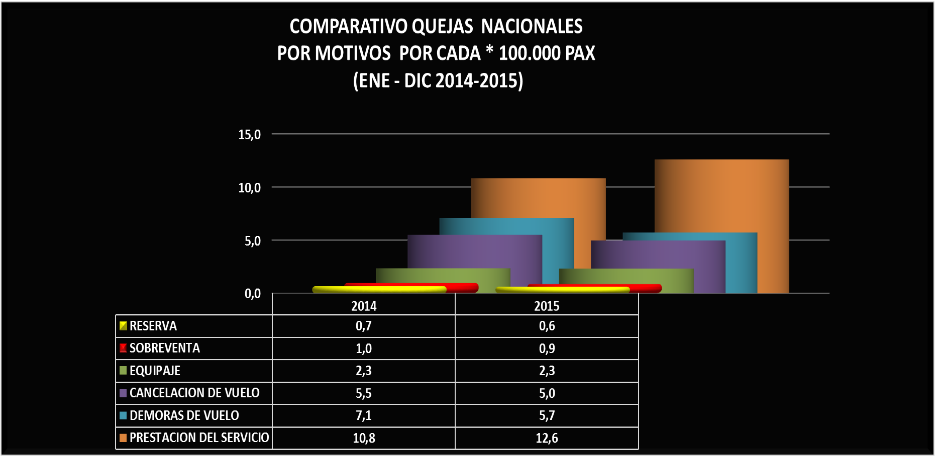 COMPARATIVO QUEJAS NACIONALES
POR MOTIVOS POR CADA * 100.000 PAX
(ENE - DIC 2014-2015)
15,0
10,0
5,0
0,0
2014 2015
RESERVA 0,7 0,6
SOBREVENTA 1,0 0,9
EQUIPAJE 2,3 2,3
CANCELACION DE VUELO 5,5 5,0
DEMORAS DE VUELO 7,1 5,7
PRESTACION DEL SERVICIO 10,8 12,6